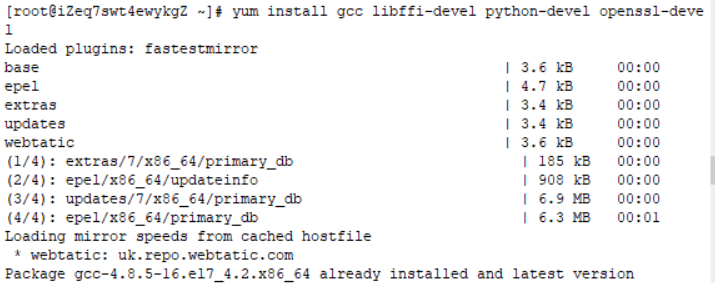 [root@iZeq7swt4ewykgZ ~]# yum install gcc libffi-devel python-devel openssl-deve
l
Loaded plugins: fastestmirror
base | 3.6 kB 00:00
epel | 4.7 kB 00:00
extras | 3.4 kB 00:00
updates | 3.4 kB 00:00
webtatic | 3.6 kB 00:00
(1/4): extras/7/x86_64/primary_db | 185 kB 00:00
(2/4): epel/x86_64/updateinfo | 908 kB 00:00
(3/4): updates/7/x86_64/primary_db | 6.9 MB 00:00
(4/4): epel/x86_64/primary_db | 6.3 MB 00:01
Loading mirror speeds from cached hostfile
* webtatic: uk.repo.webtatic.com
Package gcc-4.8.5-16.el7_4.2.x86_64 already installed and latest version